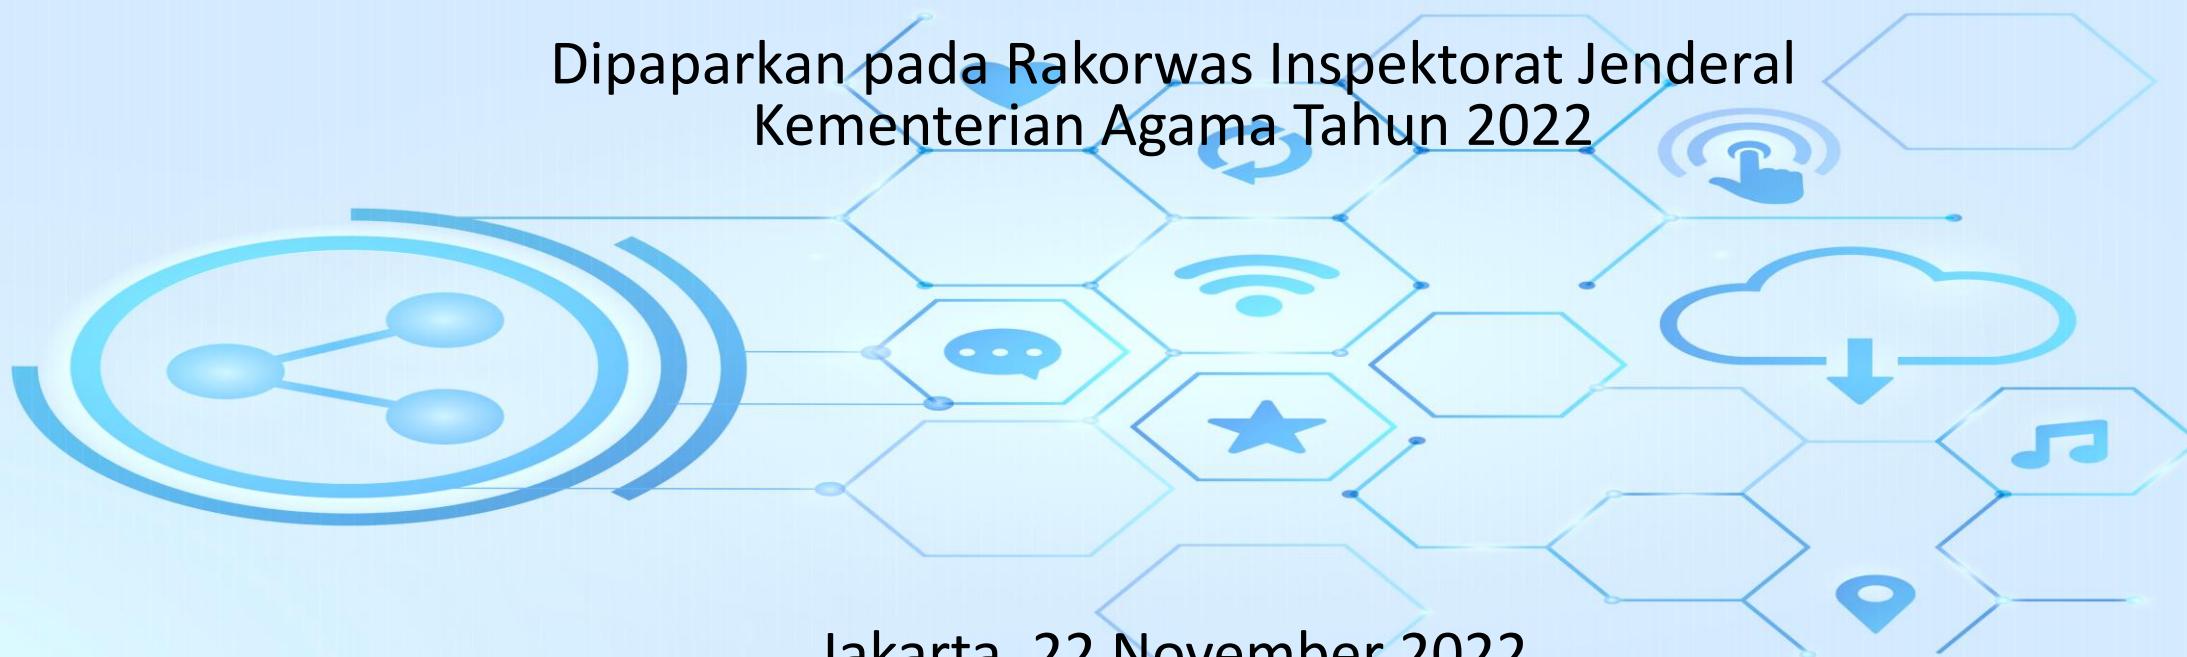 Dipaparkan pada Rakorwas Inspektorat Jenderal
Kementerian Agama Tahun 2022
Jakarta, 22 November 2022